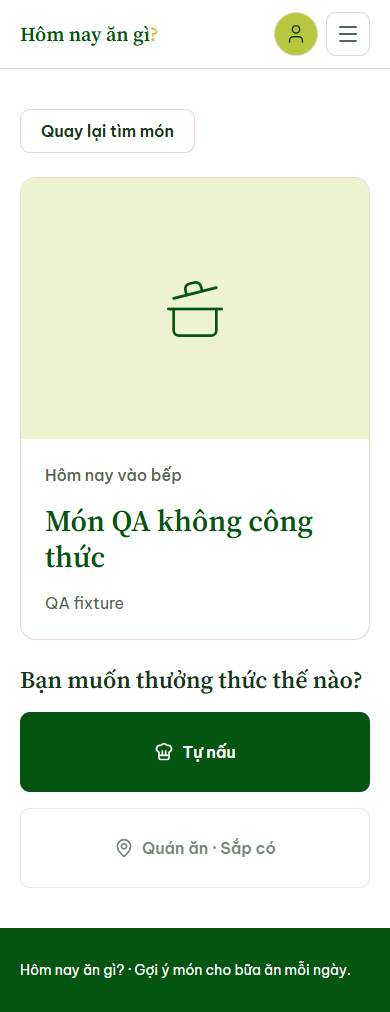 Hôm nay ăn gì?
Quay lại tìm món
Hôm nay vào bếp
Món QA không công
thức
QA fixture
Bạn muốn thưởng thức thế nào?
Tự nấu
Quán ăn · Sắp có
Hôm nay ăn gì? · Gợi ý món cho bữa ăn mỗi ngày.